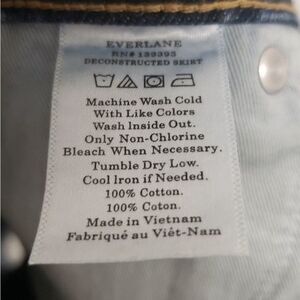 EVERLANE
RN# 139395
DECONSTRUCTED SKIRT
Machine Wash Cold
With Like Colors
Wash Inside Out.
Only Non-Chlorine
Bleach When Necessary.
Tumble Dry Low.
Cool Iron if Needed.
100% Cotton.
100% Coton.
Made in Vietnam
Fabriqué au Viêt-Nam